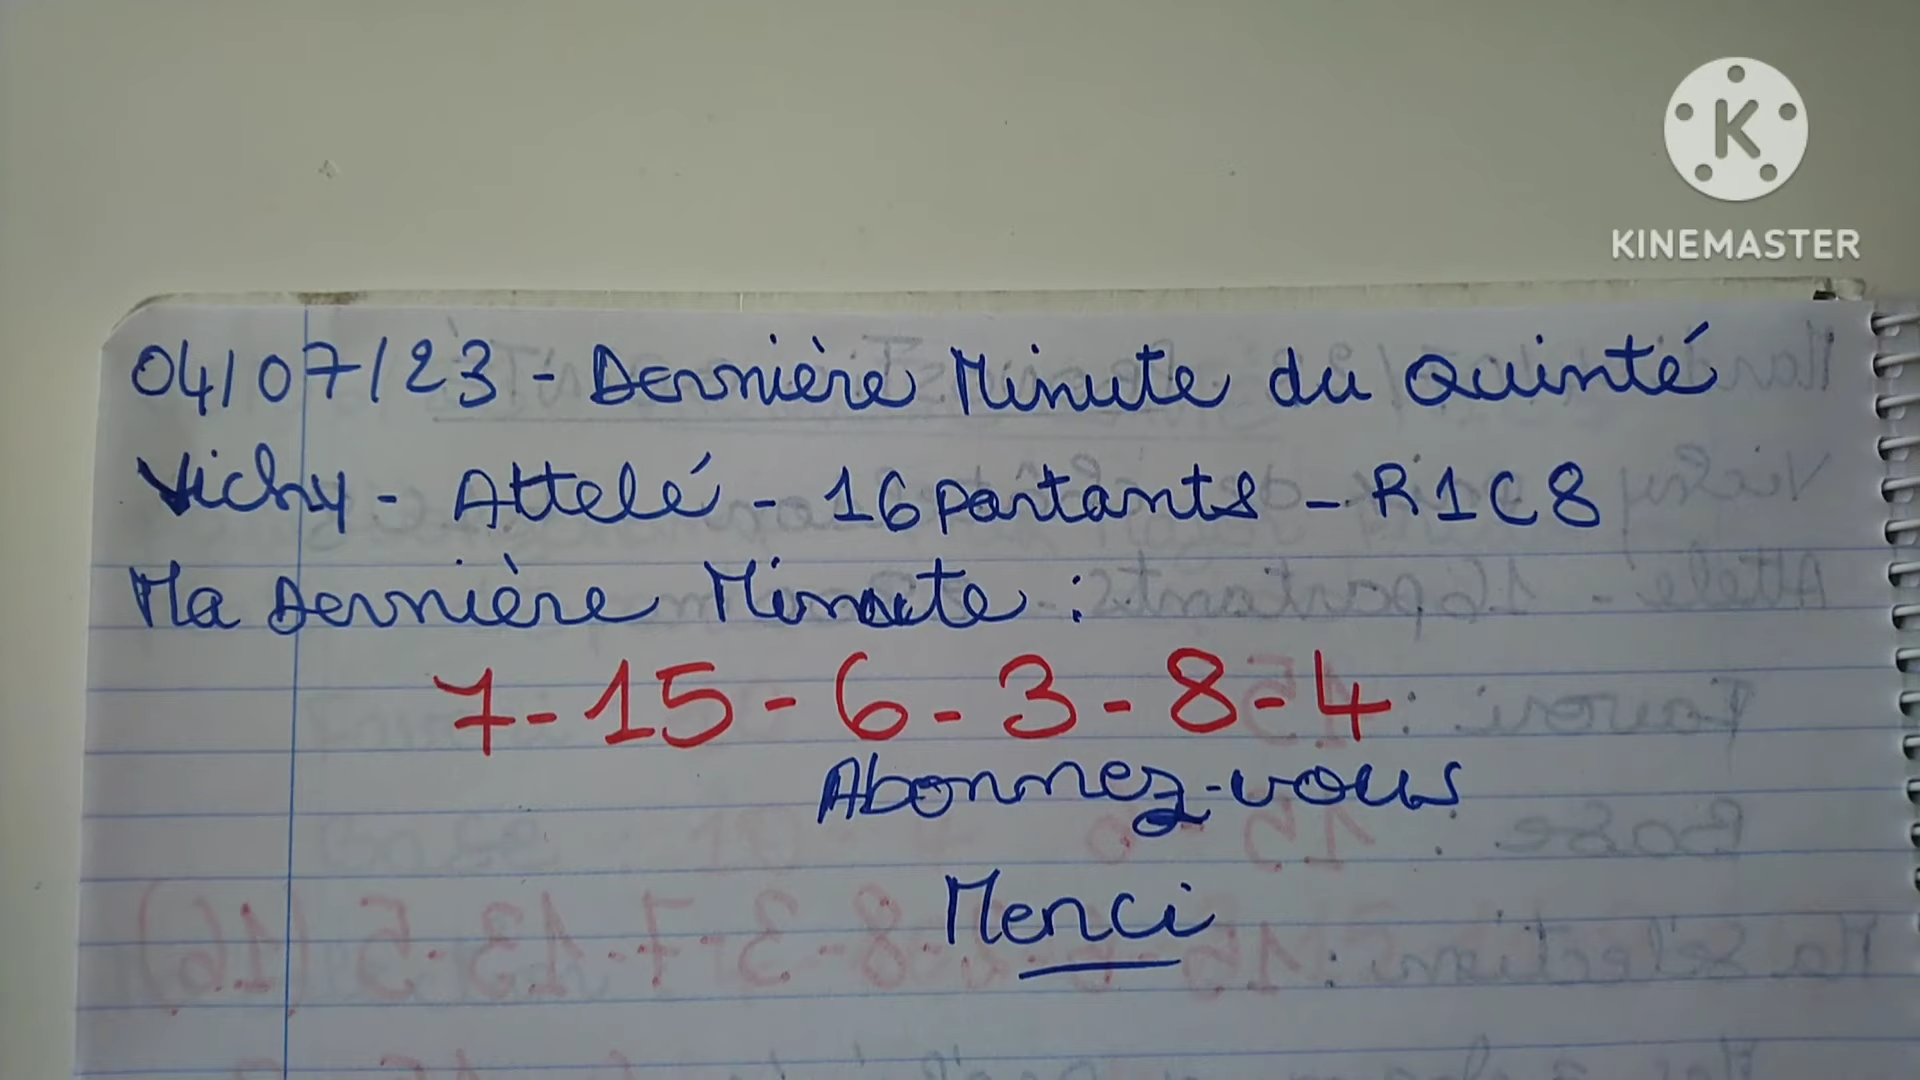 KINEMASTER
04/07/23 - Dernière Minute du Quinté
Vichy - Attelé - 16 partants - R1C8
Ma Dernière Minute :
7 - 15 - 6 - 3 - 8 - 4
Abonnez-vous
Merci